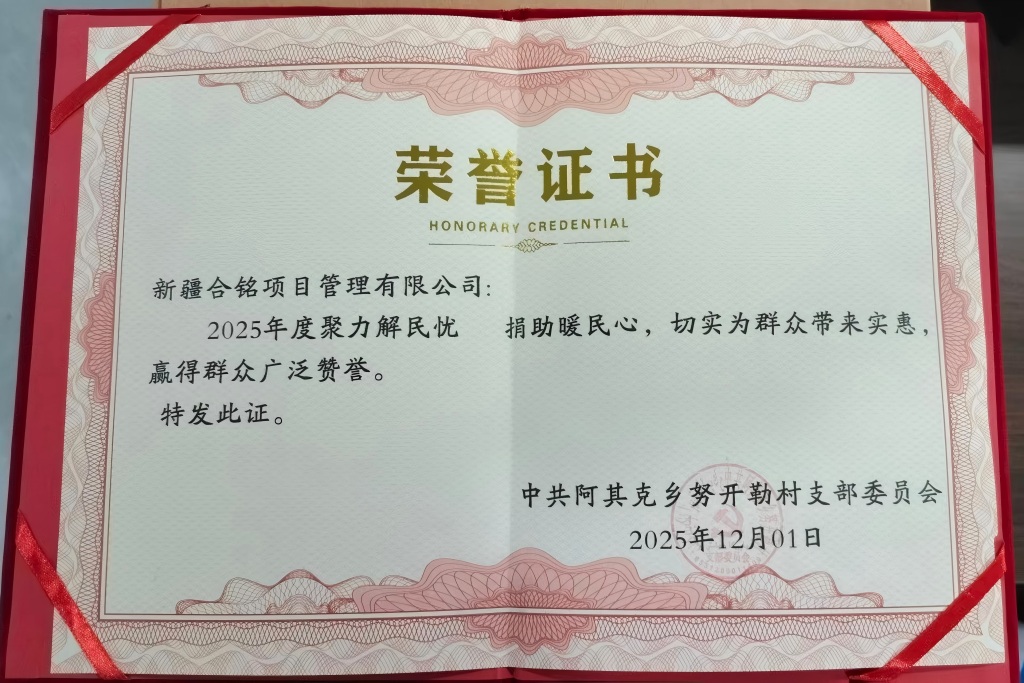 荣誉证书
HONORARY CREDENTIAL
新疆合铭项目管理有限公司：
2025年度聚力解民忧　捐助暖民心，切实为群众带来实惠，
赢得群众广泛赞誉。
特发此证。
中共阿其克乡努开勒村支部委员会
2025年12月01日